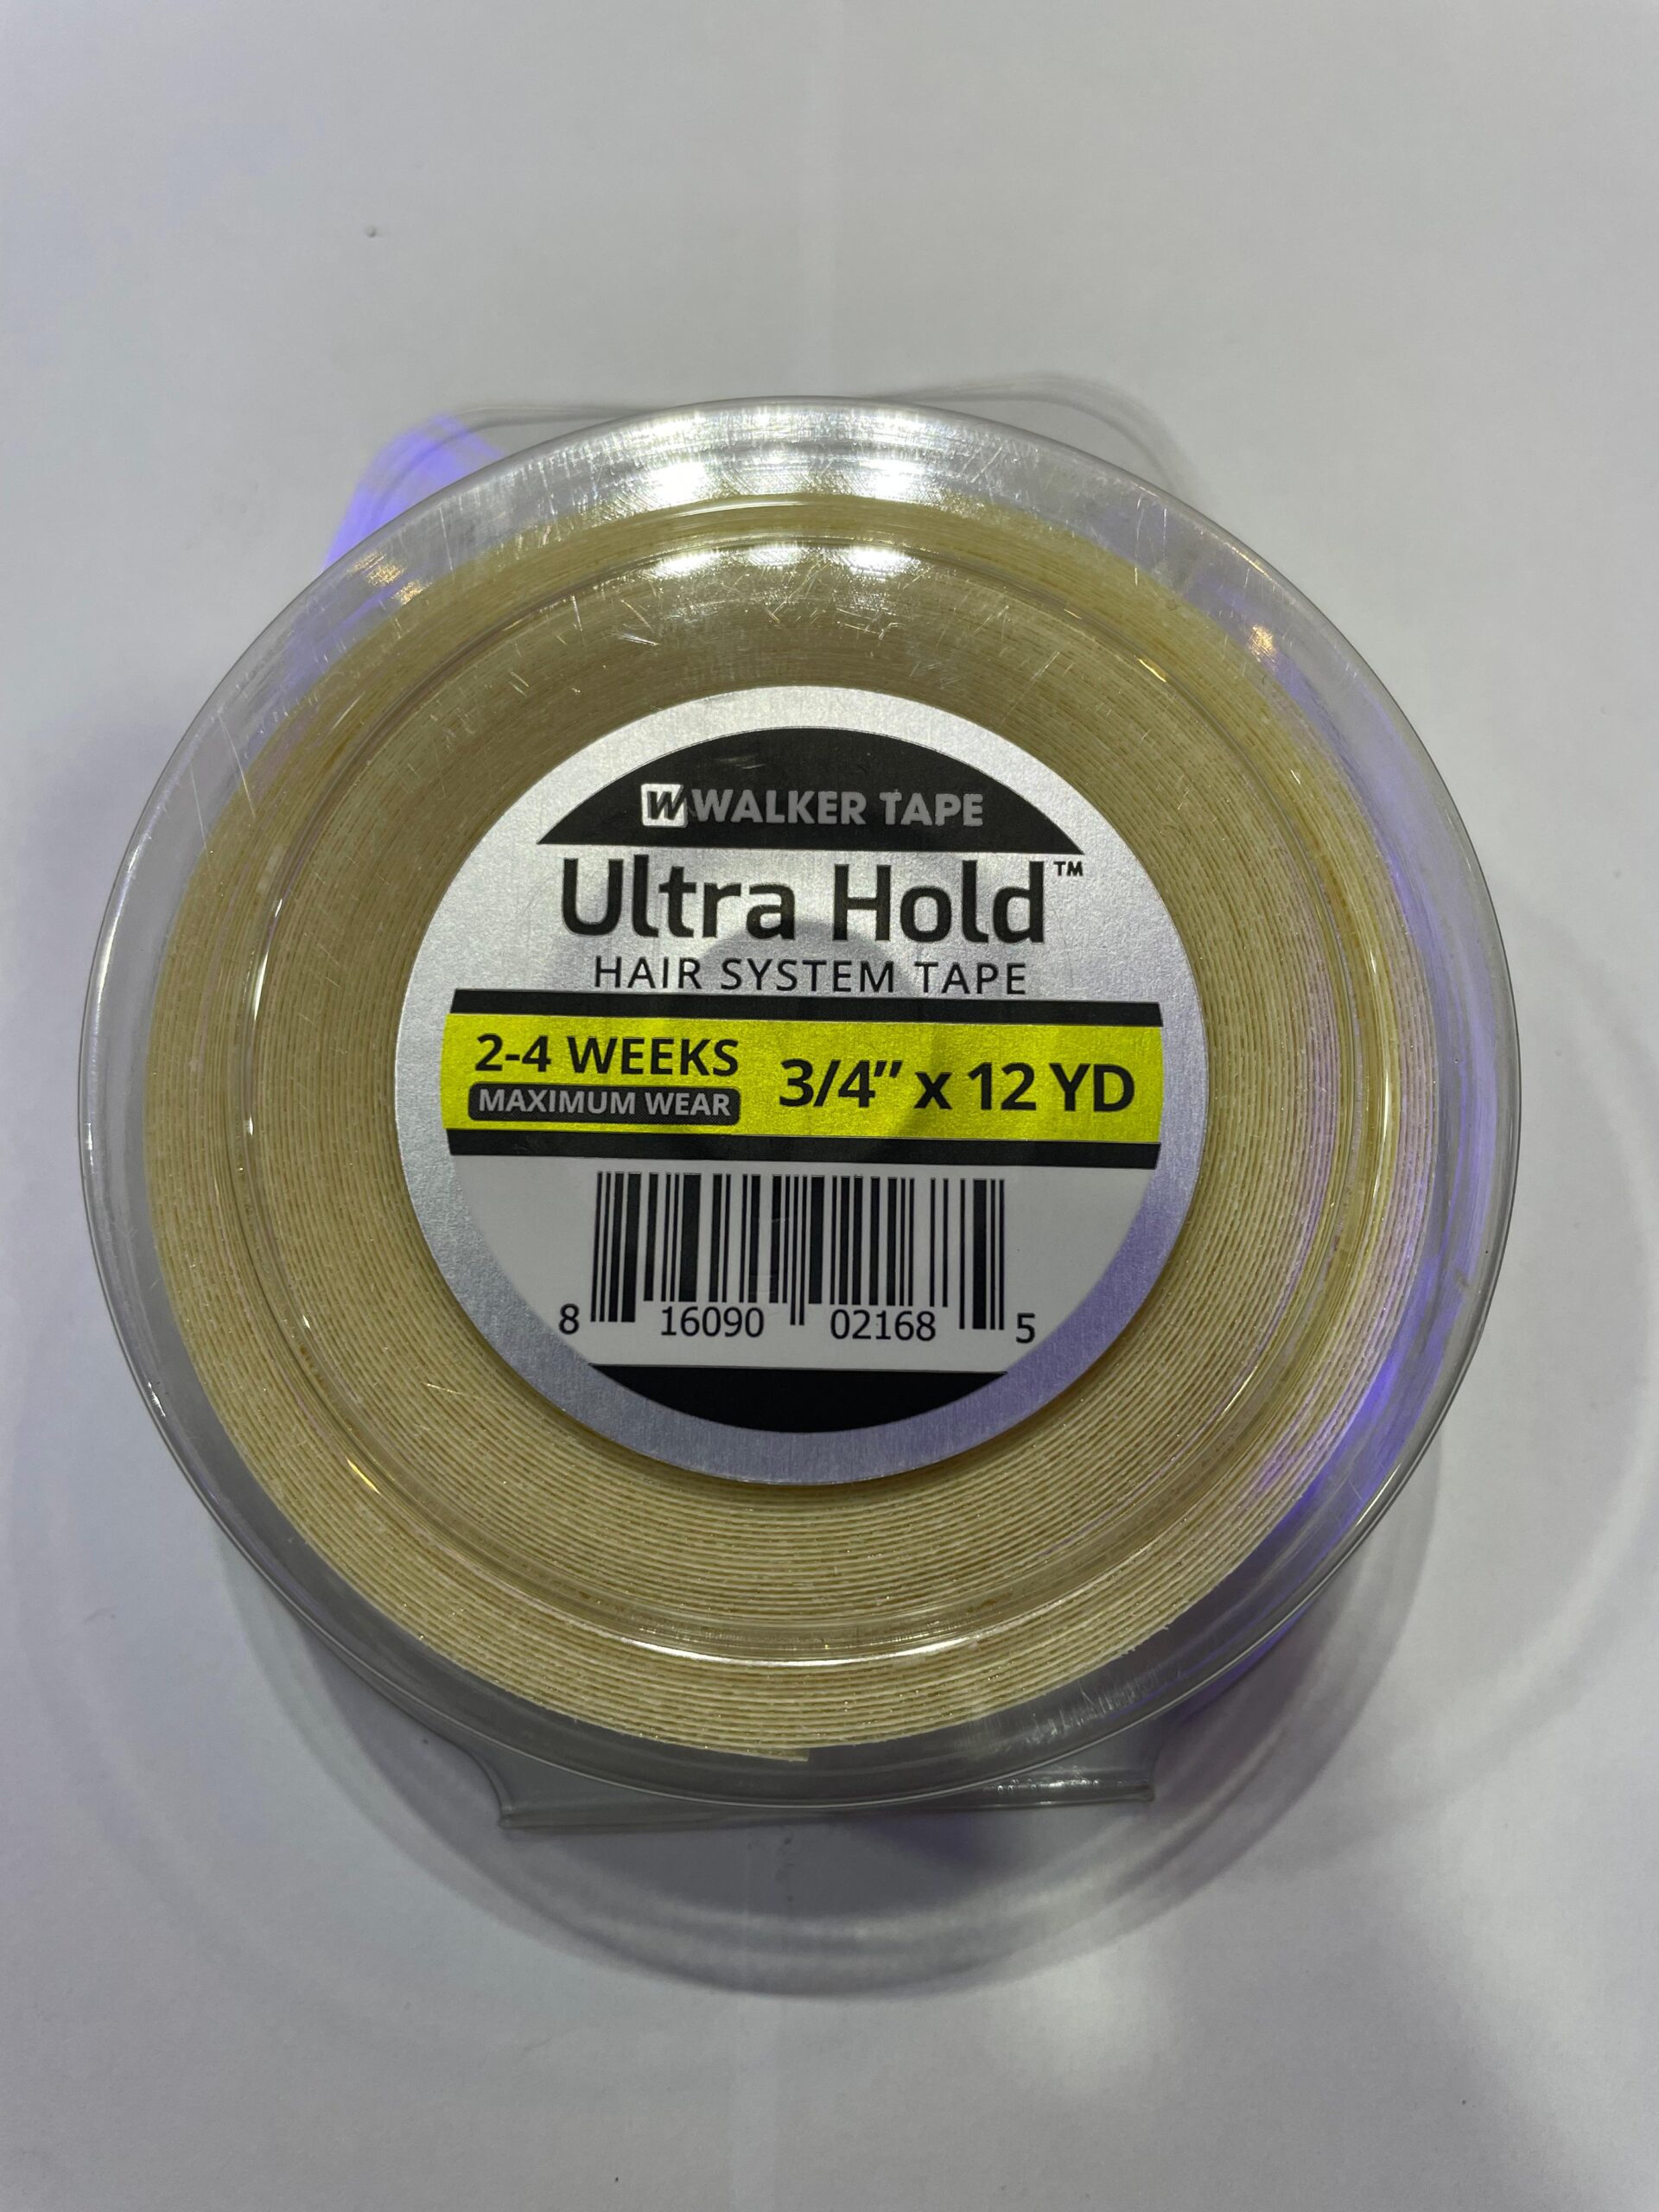 W WALKER TAPE
Ultra Hold™
HAIR SYSTEM TAPE
2-4 WEEKS
MAXIMUM WEAR
3/4” x 12 YD
8 16090 02168 5